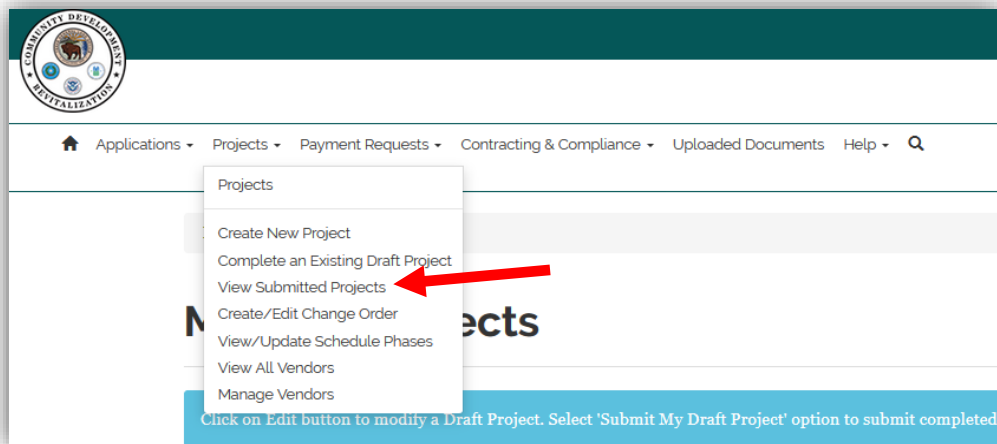 COMMUNITY DEVELOPMENT
REVITALIZATION
Applications Projects Payment Requests Contracting & Compliance Uploaded Documents Help
Projects
Create New Project
Complete an Existing Draft Project
View Submitted Projects
Create/Edit Change Order
View/Update Schedule Phases
View All Vendors
Manage Vendors
Click on Edit button to modify a Draft Project. Select 'Submit My Draft Project' option to submit completed